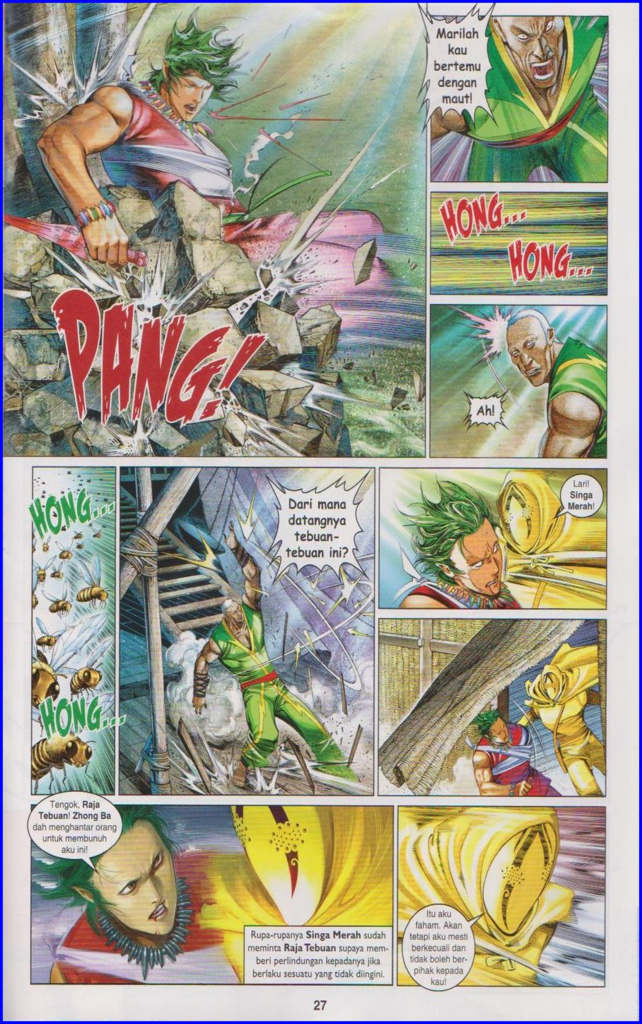 PANG!
Marilah
kau
bertemu
dengan
maut!
HONG...
HONG...
Ah!
HONG...
HONG...
Dari mana
datangnya
tebuan-
tebuan ini?
Lari!
Singa
Merah!
Tengok, Raja
Tebuan! Zhong Ba
dah menghantar orang
untuk membunuh
aku ini!
Rupa-rupanya Singa Merah sudah
meminta Raja Tebuan supaya mem-
beri perlindungan kepadanya jika
berlaku sesuatu yang tidak diingini.
Itu aku
faham. Akan
tetapi aku mesti
berkecuali dan
tidak boleh ber-
pihak kepada
kau!
27